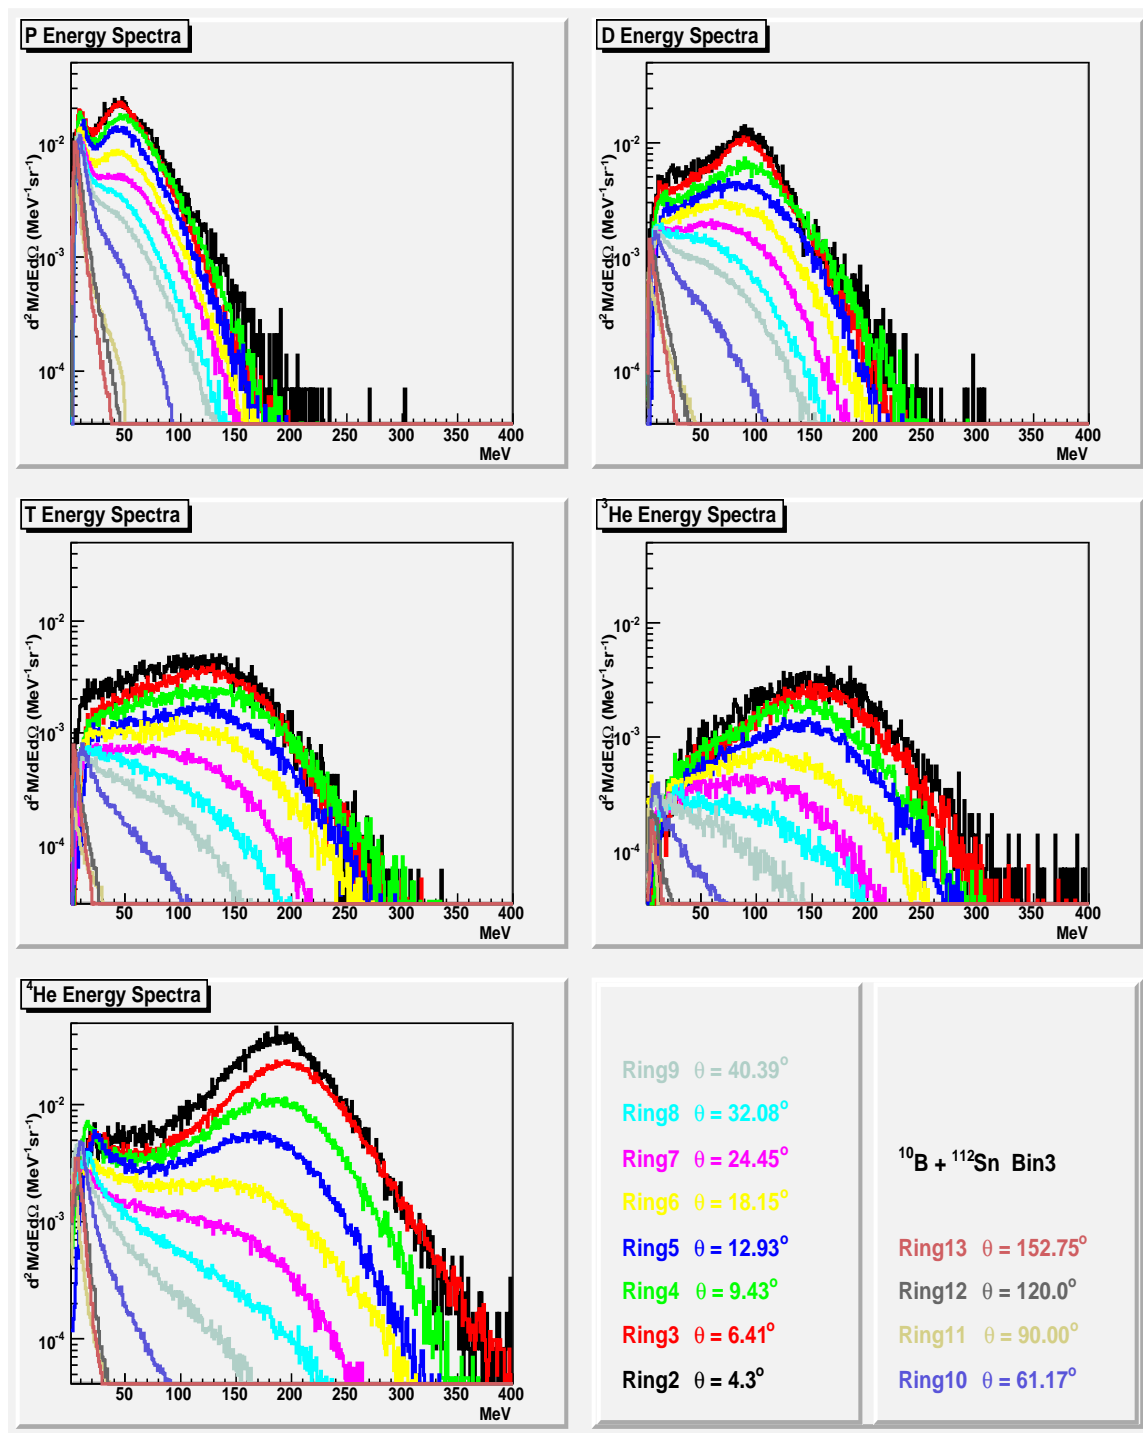 P Energy Spectra
d²M/dEdΩ (MeV⁻¹sr⁻¹)
10⁻²
10⁻³
10⁻⁴
50 100 150 200 250 300 350 400
MeV
D Energy Spectra
d²M/dEdΩ (MeV⁻¹sr⁻¹)
10⁻²
10⁻³
10⁻⁴
50 100 150 200 250 300 350 400
MeV
T Energy Spectra
d²M/dEdΩ (MeV⁻¹sr⁻¹)
10⁻²
10⁻³
10⁻⁴
50 100 150 200 250 300 350 400
MeV
³He Energy Spectra
d²M/dEdΩ (MeV⁻¹sr⁻¹)
10⁻²
10⁻³
10⁻⁴
50 100 150 200 250 300 350 400
MeV
⁴He Energy Spectra
d²M/dEdΩ (MeV⁻¹sr⁻¹)
10⁻²
10⁻³
10⁻⁴
50 100 150 200 250 300 350 400
MeV
Ring9 θ = 40.39°
Ring8 θ = 32.08°
Ring7 θ = 24.45°
Ring6 θ = 18.15°
Ring5 θ = 12.93°
Ring4 θ = 9.43°
Ring3 θ = 6.41°
Ring2 θ = 4.3°
¹⁰B + ¹¹²Sn Bin3
Ring13 θ = 152.75°
Ring12 θ = 120.0°
Ring11 θ = 90.00°
Ring10 θ = 61.17°